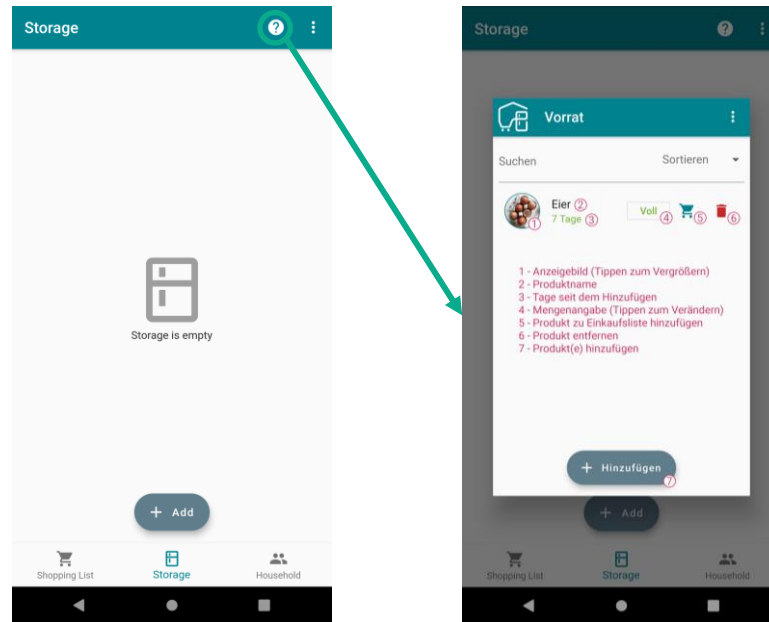 Storage
?
Storage is empty
+ Add
Shopping List
Storage
Household
Storage
?
Vorrat
Suchen
Sortieren
Eier ②
7 Tage ③
①
Voll ④
⑤
⑥
1 - Anzeigebild (Tippen zum Vergrößern)
2 - Produktname
3 - Tage seit dem Hinzufügen
4 - Mengenangabe (Tippen zum Verändern)
5 - Produkt zu Einkaufsliste hinzufügen
6 - Produkt entfernen
7 - Produkt(e) hinzufügen
+ Hinzufügen
⑦
+ Add
Shopping List
Storage
Household